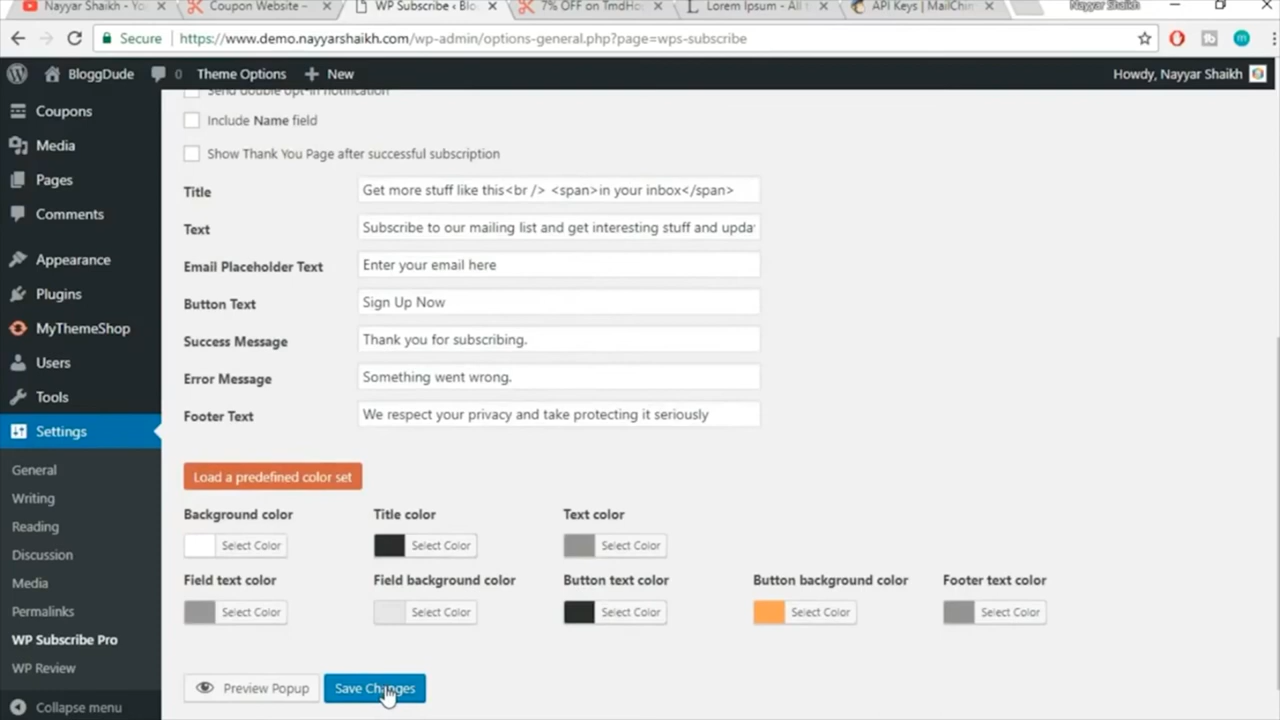 Nayyar Shaikh - Yo
Coupon Website –
WP Subscribe ‹ Blo
7% OFF on TmdHo
Lorem Ipsum - All t
API Keys | MailChim
Nayyar Shaikh
Secure
https://www.demo.nayyarshaikh.com/wp-admin/options-general.php?page=wps-subscribe
BloggDude 0 Theme Options + New Howdy, Nayyar Shaikh
Coupons
Media
Pages
Comments
Appearance
Plugins
MyThemeShop
Users
Tools
Settings
General
Writing
Reading
Discussion
Media
Permalinks
WP Subscribe Pro
WP Review
Collapse menu
Send double opt-in notification
Include Name field
Show Thank You Page after successful subscription
Title Get more stuff like this<br /> <span>in your inbox</span>
Text Subscribe to our mailing list and get interesting stuff and upda
Email Placeholder Text Enter your email here
Button Text Sign Up Now
Success Message Thank you for subscribing.
Error Message Something went wrong.
Footer Text We respect your privacy and take protecting it seriously
Load a predefined color set
Background color Title color Text color
Select Color Select Color Select Color
Field text color Field background color Button text color Button background color Footer text color
Select Color Select Color Select Color Select Color Select Color
Preview Popup Save Changes